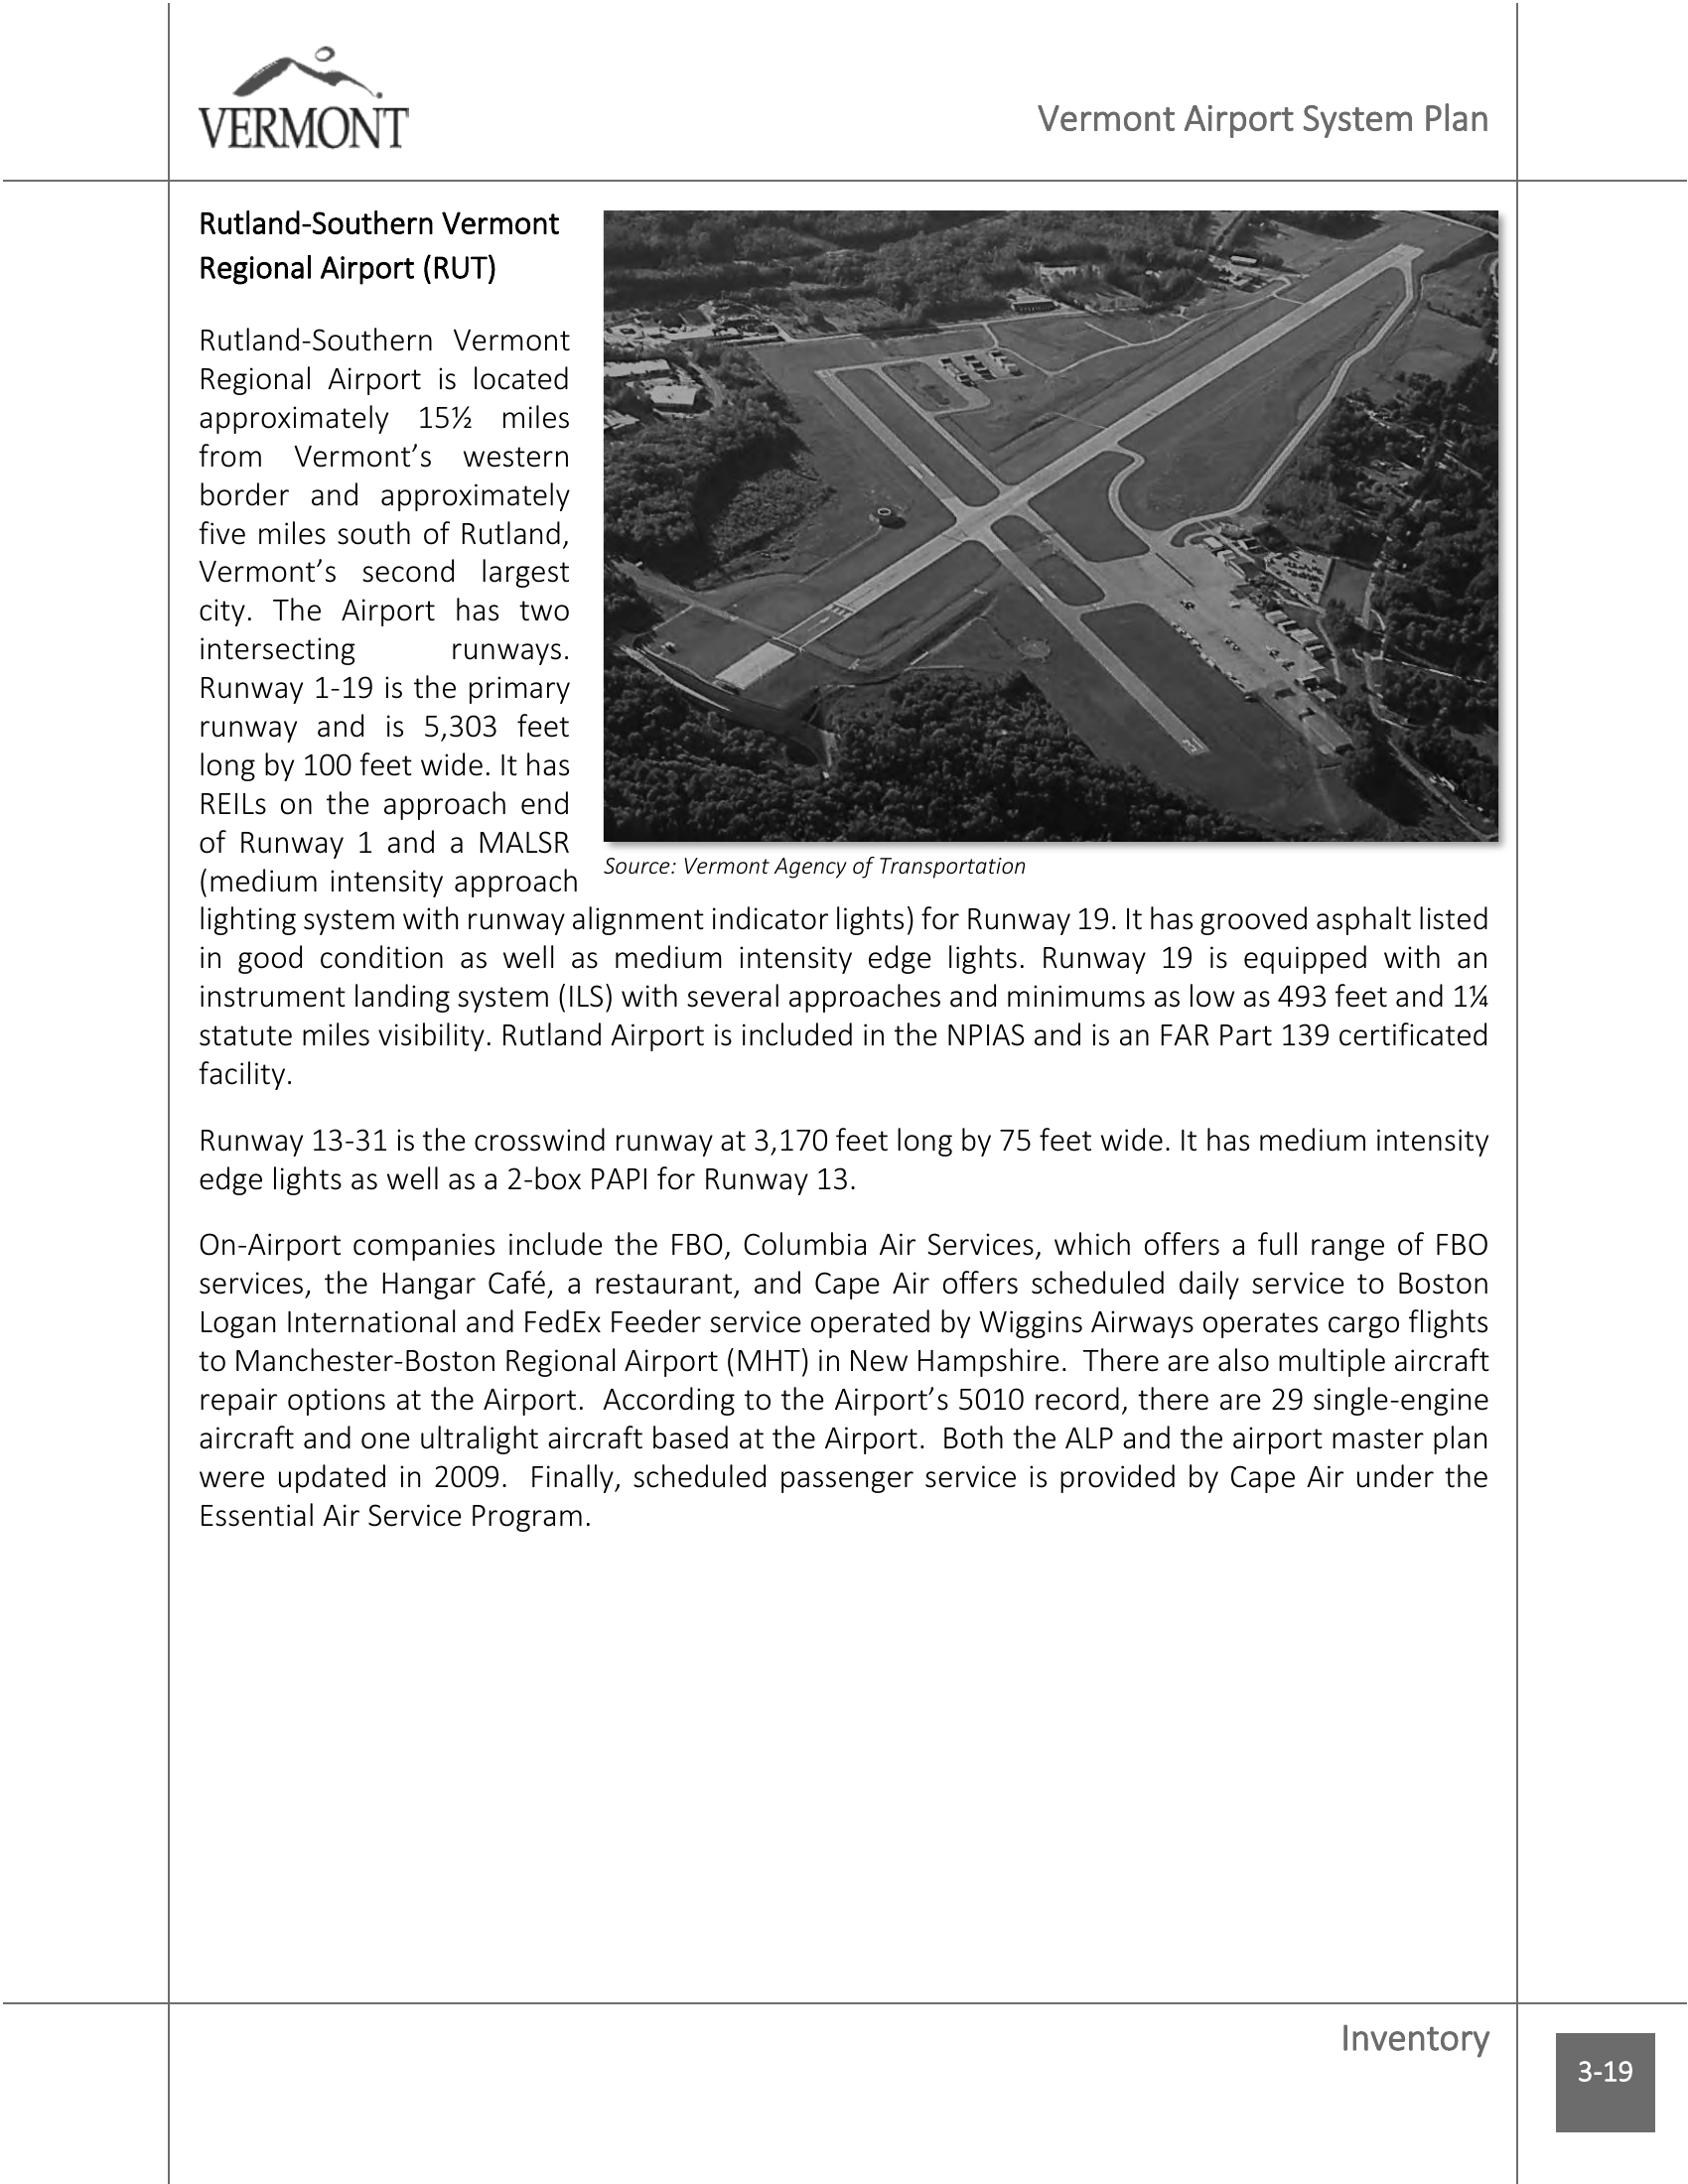 VERMONT
Vermont Airport System Plan
Rutland-Southern Vermont
Regional Airport (RUT)
Rutland-Southern Vermont
Regional Airport is located
approximately 15½ miles
from Vermont’s western
border and approximately
five miles south of Rutland,
Vermont’s second largest
city. The Airport has two
intersecting runways.
Runway 1-19 is the primary
runway and is 5,303 feet
long by 100 feet wide. It has
REILs on the approach end
of Runway 1 and a MALSR
(medium intensity approach
Source: Vermont Agency of Transportation
lighting system with runway alignment indicator lights) for Runway 19. It has grooved asphalt listed
in good condition as well as medium intensity edge lights. Runway 19 is equipped with an
instrument landing system (ILS) with several approaches and minimums as low as 493 feet and 1¼
statute miles visibility. Rutland Airport is included in the NPIAS and is an FAR Part 139 certificated
facility.
Runway 13-31 is the crosswind runway at 3,170 feet long by 75 feet wide. It has medium intensity
edge lights as well as a 2-box PAPI for Runway 13.
On-Airport companies include the FBO, Columbia Air Services, which offers a full range of FBO
services, the Hangar Café, a restaurant, and Cape Air offers scheduled daily service to Boston
Logan International and FedEx Feeder service operated by Wiggins Airways operates cargo flights
to Manchester-Boston Regional Airport (MHT) in New Hampshire.  There are also multiple aircraft
repair options at the Airport.  According to the Airport’s 5010 record, there are 29 single-engine
aircraft and one ultralight aircraft based at the Airport.  Both the ALP and the airport master plan
were updated in 2009.  Finally, scheduled passenger service is provided by Cape Air under the
Essential Air Service Program.
Inventory
3-19